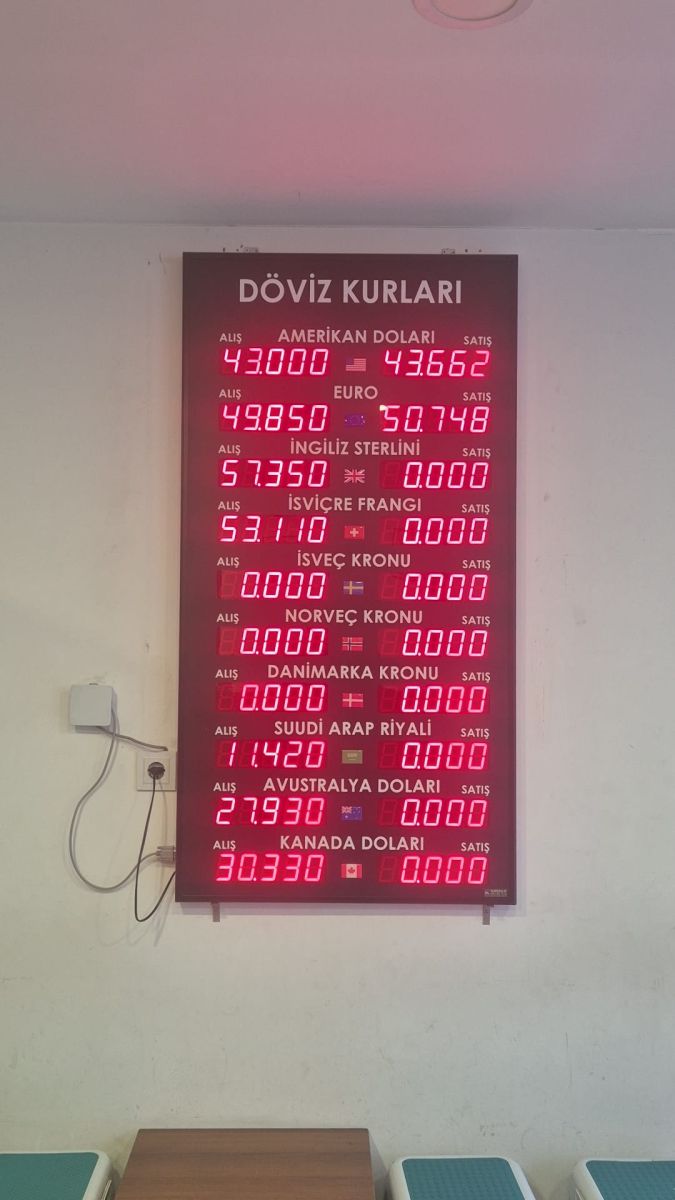 DÖVİZ KURLARI
ALIŞ AMERİKAN DOLARI SATIŞ
43.000 43.662
ALIŞ EURO SATIŞ
49.850 50.748
ALIŞ İNGİLİZ STERLİNİ SATIŞ
57.350 0.000
ALIŞ İSVİÇRE FRANGI SATIŞ
53.110 0.000
ALIŞ İSVEÇ KRONU SATIŞ
0.000 0.000
ALIŞ NORVEÇ KRONU SATIŞ
0.000 0.000
ALIŞ DANİMARKA KRONU SATIŞ
0.000 0.000
ALIŞ SUUDİ ARAP RİYALİ SATIŞ
11.420 0.000
ALIŞ AVUSTRALYA DOLARI SATIŞ
27.930 0.000
ALIŞ KANADA DOLARI SATIŞ
30.330 0.000